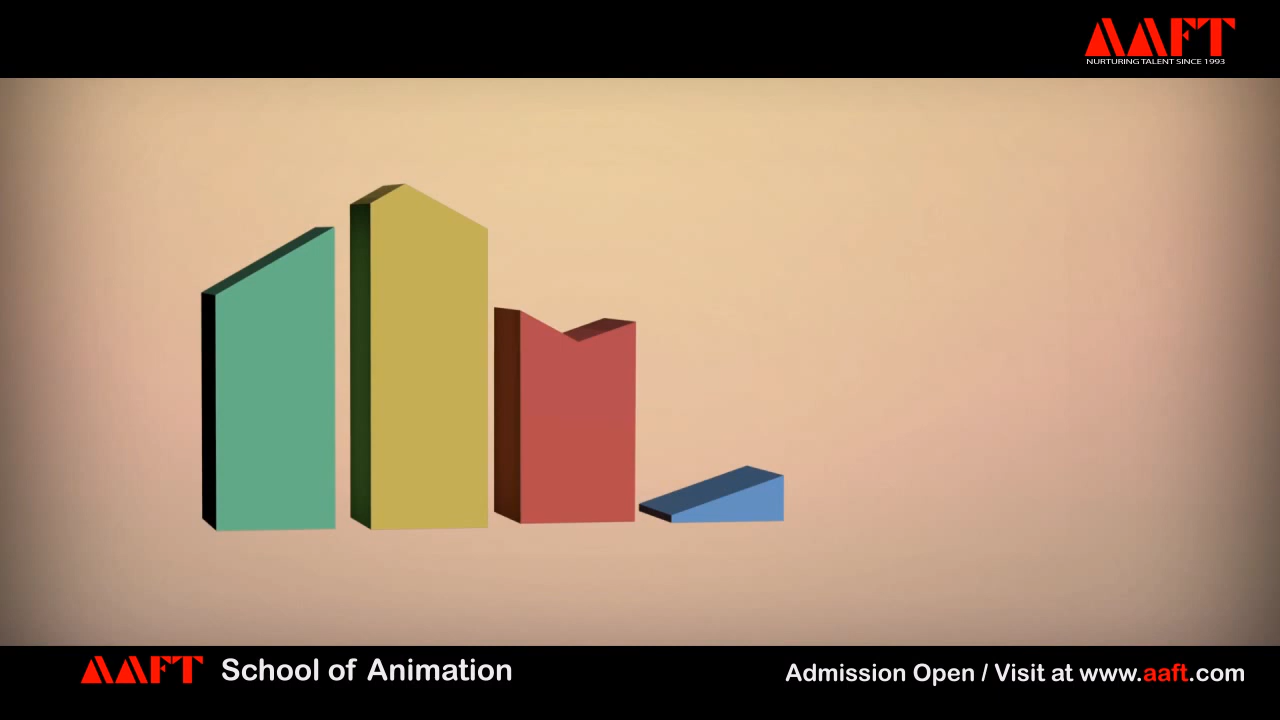 AAFT
NURTURING TALENT SINCE 1993
AAFT School of Animation
Admission Open / Visit at www.aaft.com